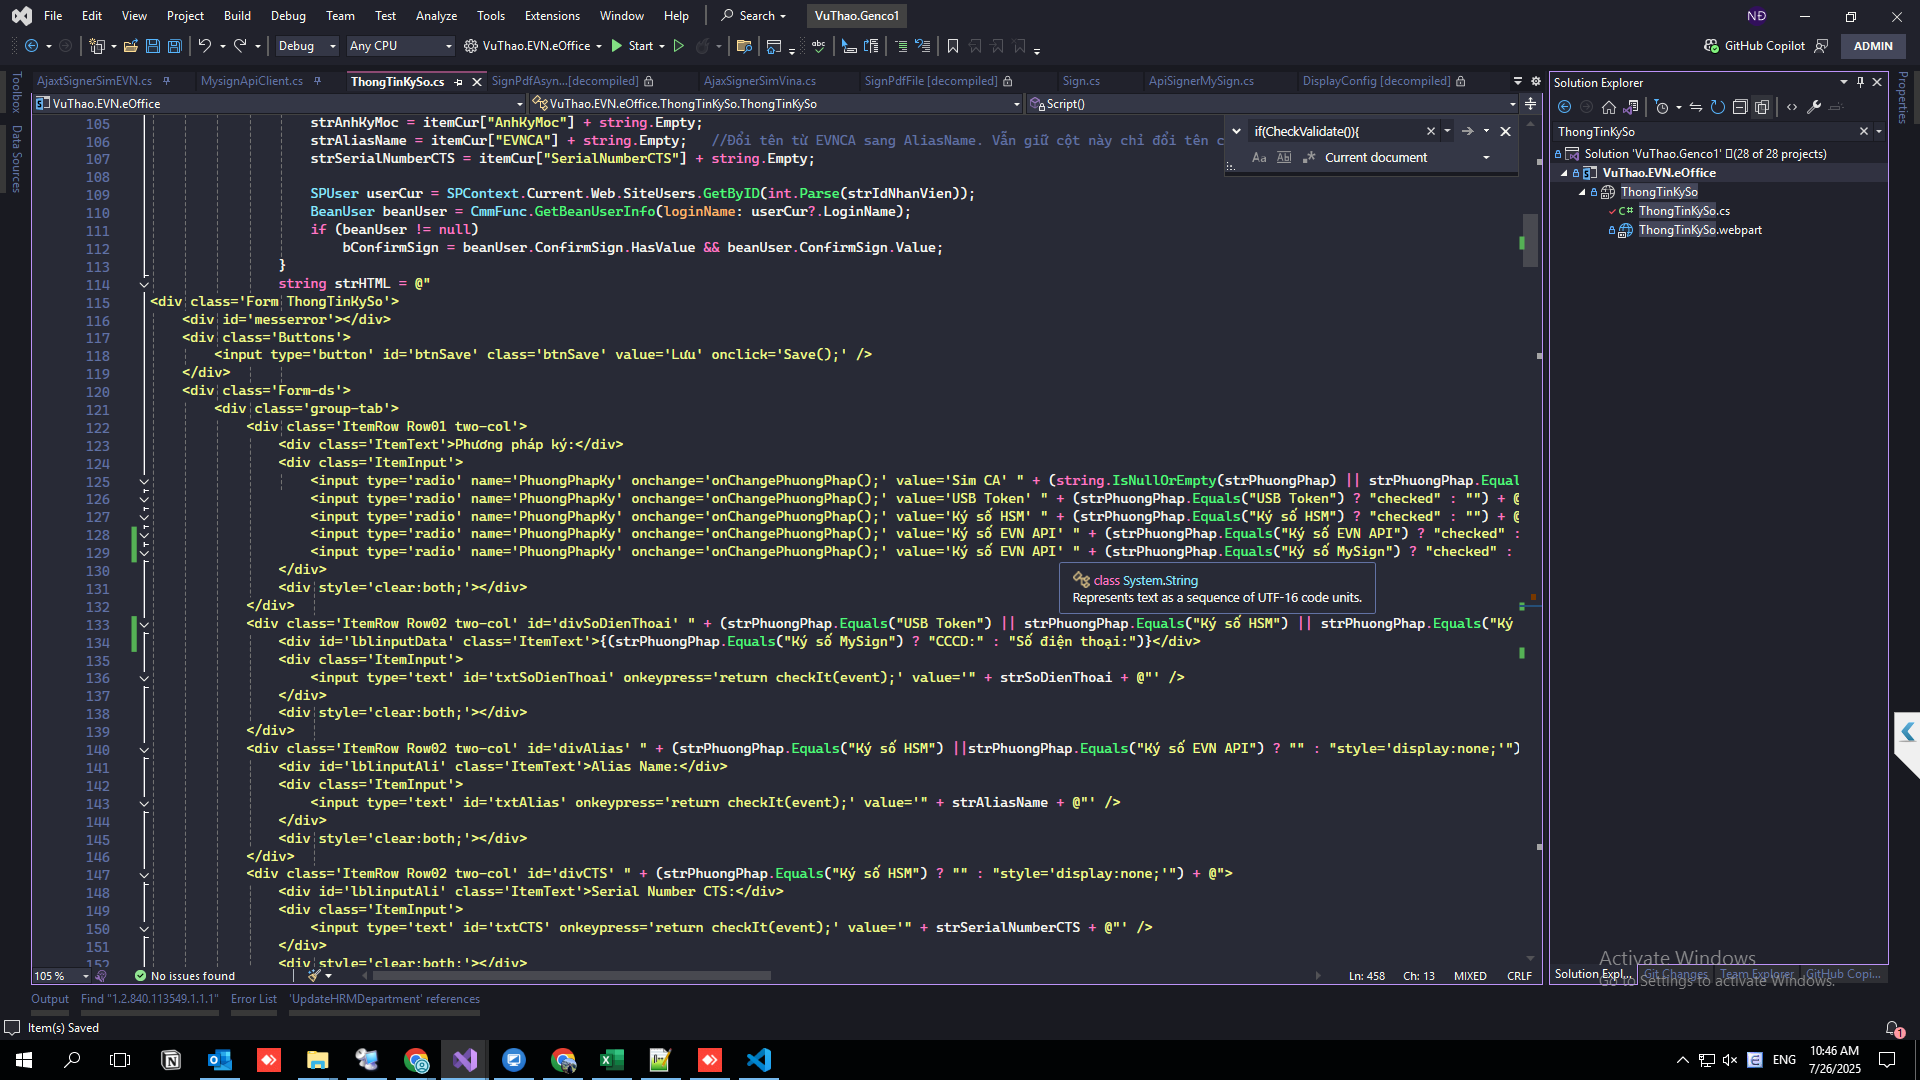 File Edit View Project Build Debug Team Test Analyze Tools Extensions Window Help Search VuThao.Genco1 NĐ
Debug Any CPU VuThao.EVN.eOffice Start GitHub Copilot ADMIN
Toolbox
Data Sources
Properties
AjaxtSignerSimEVN.cs MysignApiClient.cs ThongTinKySo.cs SignPdfAsyn...[decompiled] AjaxSignerSimVina.cs SignPdfFile [decompiled] Sign.cs ApiSignerMySign.cs DisplayConfig [decompiled]
VuThao.EVN.eOffice VuThao.EVN.eOffice.ThongTinKySo.ThongTinKySo Script()
if(CheckValidate()){
Aa Ab Current document
105 strAnhKyMoc = itemCur["AnhKyMoc"] + string.Empty;
106 strAliasName = itemCur["EVNCA"] + string.Empty; //Đổi tên từ EVNCA sang AliasName. Vẫn giữ cột này chỉ đổi tên c
107 strSerialNumberCTS = itemCur["SerialNumberCTS"] + string.Empty;
108
109 SPUser userCur = SPContext.Current.Web.SiteUsers.GetByID(int.Parse(strIdNhanVien));
110 BeanUser beanUser = CmmFunc.GetBeanUserInfo(loginName: userCur?.LoginName);
111 if (beanUser != null)
112 bConfirmSign = beanUser.ConfirmSign.HasValue && beanUser.ConfirmSign.Value;
113 }
114 string strHTML = @"
115 <div class='Form ThongTinKySo'>
116 <div id='messerror'></div>
117 <div class='Buttons'>
118 <input type='button' id='btnSave' class='btnSave' value='Lưu' onclick='Save();' />
119 </div>
120 <div class='Form-ds'>
121 <div class='group-tab'>
122 <div class='ItemRow Row01 two-col'>
123 <div class='ItemText'>Phương pháp ký:</div>
124 <div class='ItemInput'>
125 <input type='radio' name='PhuongPhapKy' onchange='onChangePhuongPhap();' value='Sim CA' " + (string.IsNullOrEmpty(strPhuongPhap) || strPhuongPhap.Equal
126 <input type='radio' name='PhuongPhapKy' onchange='onChangePhuongPhap();' value='USB Token' " + (strPhuongPhap.Equals("USB Token") ? "checked" : "") + @
127 <input type='radio' name='PhuongPhapKy' onchange='onChangePhuongPhap();' value='Ký số HSM' " + (strPhuongPhap.Equals("Ký số HSM") ? "checked" : "") + @
128 <input type='radio' name='PhuongPhapKy' onchange='onChangePhuongPhap();' value='Ký số EVN API' " + (strPhuongPhap.Equals("Ký số EVN API") ? "checked" :
129 <input type='radio' name='PhuongPhapKy' onchange='onChangePhuongPhap();' value='Ký số EVN API' " + (strPhuongPhap.Equals("Ký số MySign") ? "checked" :
130 </div>
131 <div style='clear:both;'></div>
132 </div>
class System.String
Represents text as a sequence of UTF-16 code units.
133 <div class='ItemRow Row02 two-col' id='divSoDienThoai' " + (strPhuongPhap.Equals("USB Token") || strPhuongPhap.Equals("Ký số HSM") || strPhuongPhap.Equals("Ký
134 <div id='lblinputData' class='ItemText'>{(strPhuongPhap.Equals("Ký số MySign") ? "CCCD:" : "Số điện thoại:")}</div>
135 <div class='ItemInput'>
136 <input type='text' id='txtSoDienThoai' onkeypress='return checkIt(event);' value='" + strSoDienThoai + @"' />
137 </div>
138 <div style='clear:both;'></div>
139 </div>
140 <div class='ItemRow Row02 two-col' id='divAlias' " + (strPhuongPhap.Equals("Ký số HSM") ||strPhuongPhap.Equals("Ký số EVN API") ? "" : "style='display:none;'")
141 <div id='lblinputAli' class='ItemText'>Alias Name:</div>
142 <div class='ItemInput'>
143 <input type='text' id='txtAlias' onkeypress='return checkIt(event);' value='" + strAliasName + @"' />
144 </div>
145 <div style='clear:both;'></div>
146 </div>
147 <div class='ItemRow Row02 two-col' id='divCTS' " + (strPhuongPhap.Equals("Ký số HSM") ? "" : "style='display:none;'") + @">
148 <div id='lblinputAli' class='ItemText'>Serial Number CTS:</div>
149 <div class='ItemInput'>
150 <input type='text' id='txtCTS' onkeypress='return checkIt(event);' value='" + strSerialNumberCTS + @"' />
151 </div>
152 <div style='clear:both;'></div>
105 % No issues found Ln: 458 Ch: 13 MIXED CRLF
Solution Explorer
ThongTinKySo
Solution 'VuThao.Genco1' (28 of 28 projects)
VuThao.EVN.eOffice
ThongTinKySo
C# ThongTinKySo.cs
ThongTinKySo.webpart
Activate Windows
Go to Settings to activate Windows.
Solution Expl... Git Changes Team Explorer GitHub Copi...
Output Find "1.2.840.113549.1.1.1" Error List 'UpdateHRMDepartment' references
Item(s) Saved 1
ENG 10:46 AM
7/26/2025